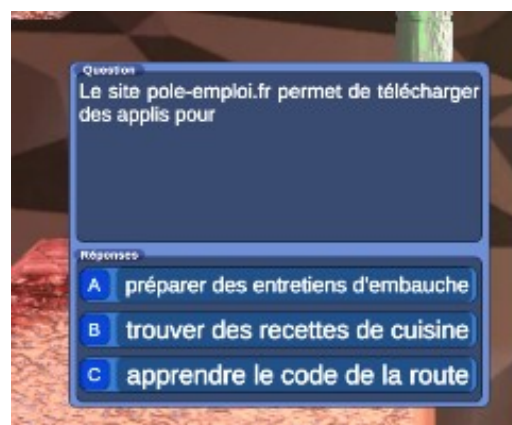 Question
Le site pole-emploi.fr permet de télécharger
des applis pour
Réponses
A préparer des entretiens d'embauche
B trouver des recettes de cuisine
C apprendre le code de la route